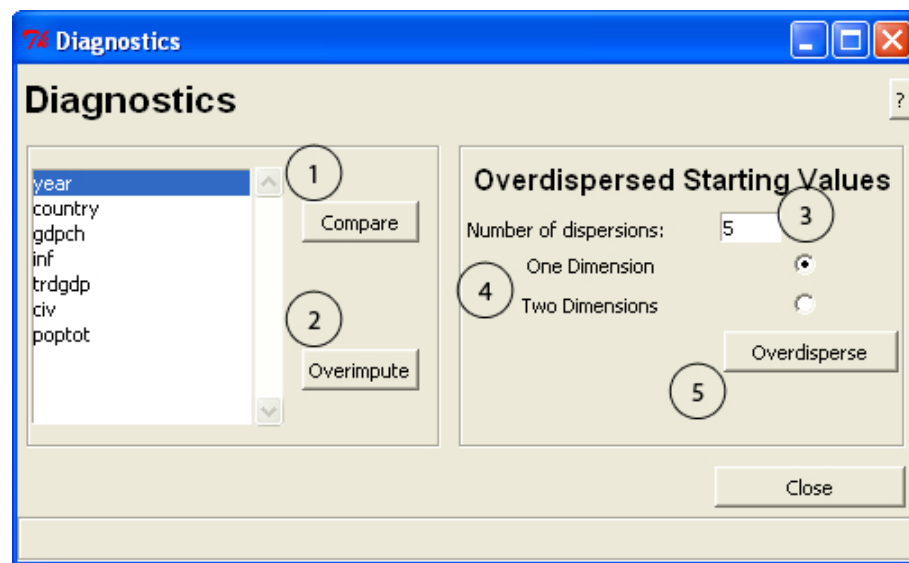 Diagnostics
Diagnostics
?
year
country
gdpch
inf
trdgdp
civ
poptot
1
Compare
2
Overimpute
Overdispersed Starting Values
Number of dispersions: 5
3
One Dimension
4
Two Dimensions
Overdisperse
5
Close